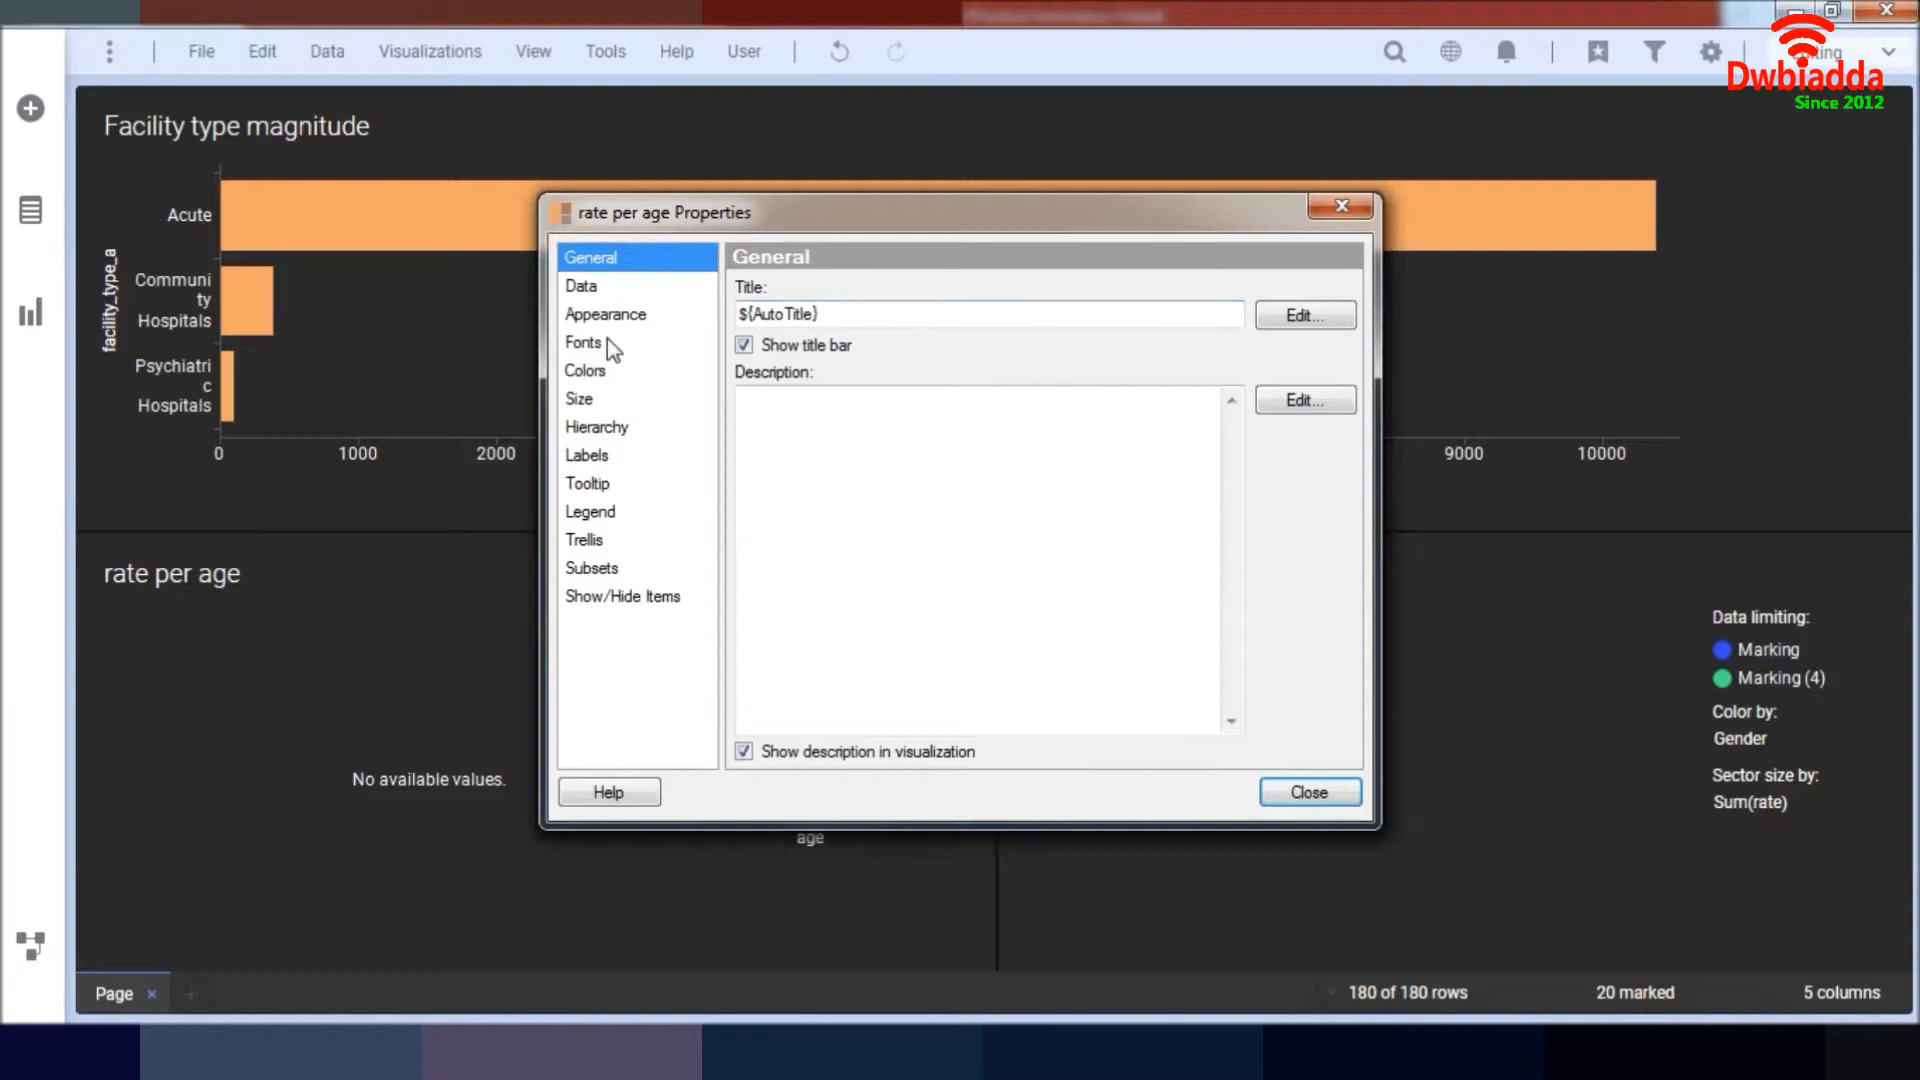 File Edit Data Visualizations View Tools Help User
Dwbiadda
Since 2012
Facility type magnitude
facility_type_a
Acute
Communi
ty
Hospitals
Psychiatri
c
Hospitals
0 1000 2000 9000 10000
rate per age Properties
General
Data
Appearance
Fonts
Colors
Size
Hierarchy
Labels
Tooltip
Legend
Trellis
Subsets
Show/Hide Items
General
Title:
${AutoTitle}
Edit...
Show title bar
Description:
Edit...
Show description in visualization
Help
Close
rate per age
No available values.
age
Data limiting:
Marking
Marking (4)
Color by:
Gender
Sector size by:
Sum(rate)
Page
180 of 180 rows
20 marked
5 columns